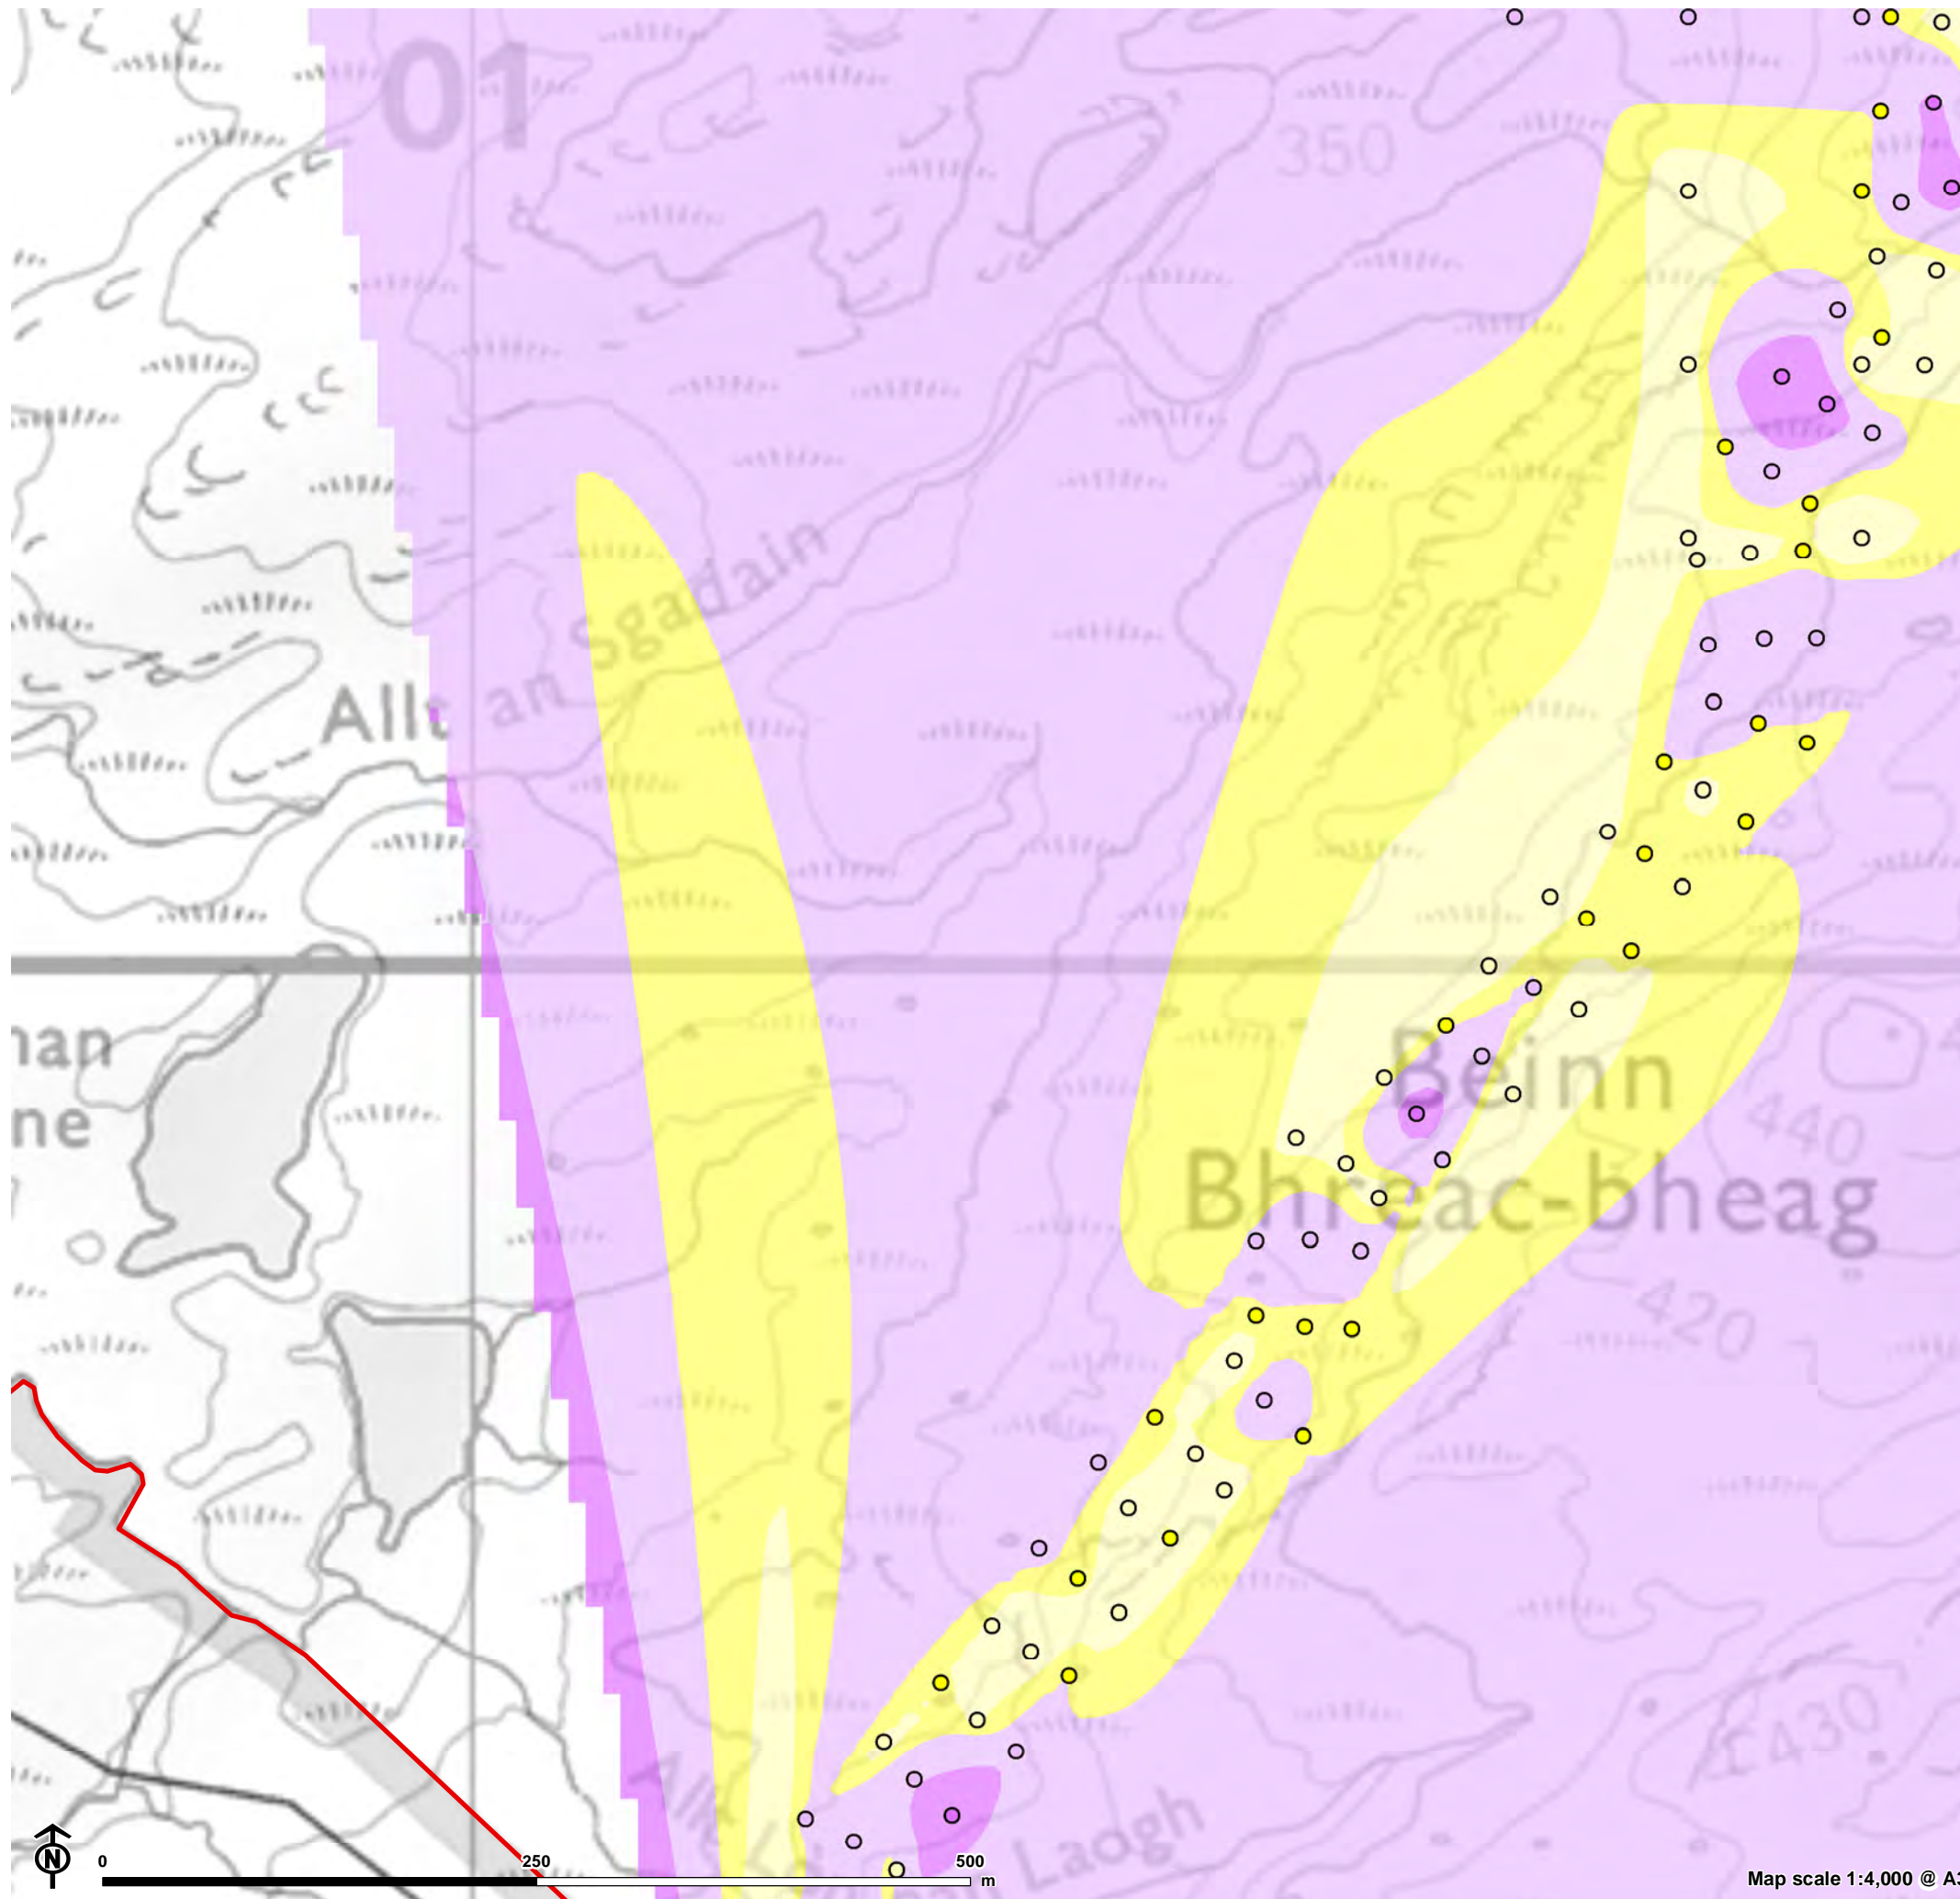 01
350
Allt an Sgadain
nan
ne
Beinn
Bhreac-bheag
440
420
430
Laogh
N
0 250 500 m
Map scale 1:4,000 @